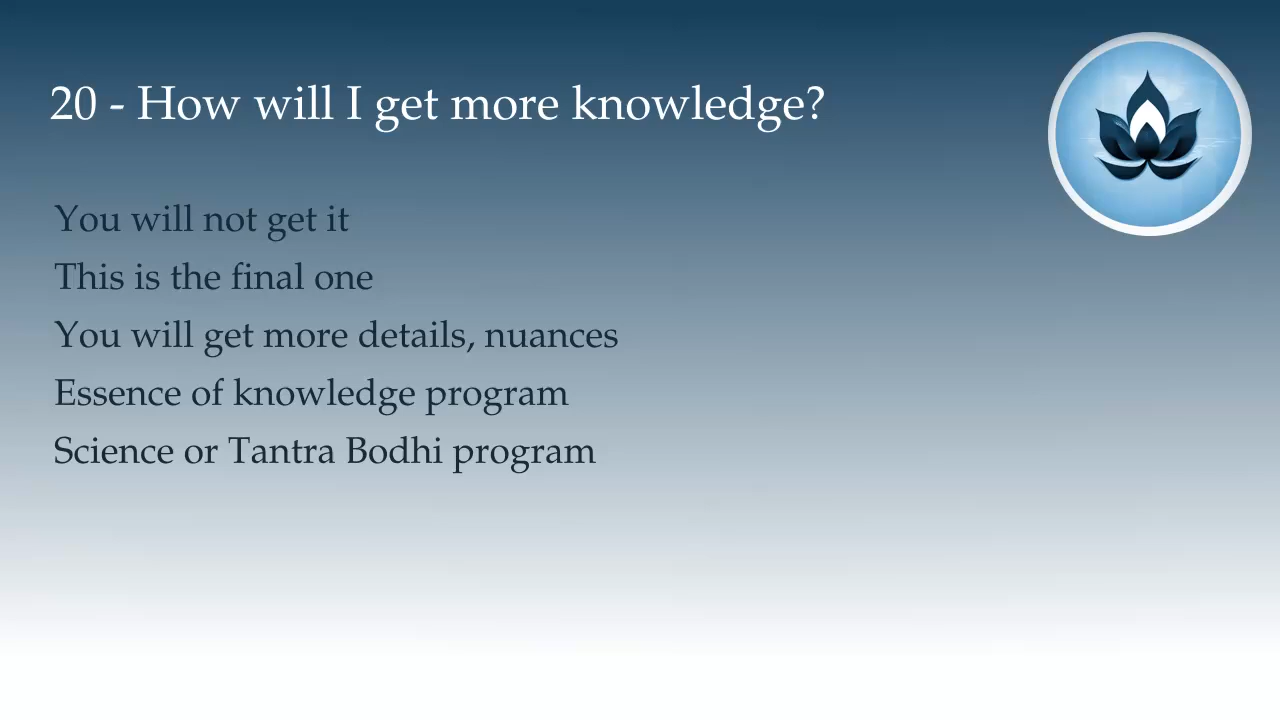 20 - How will I get more knowledge?
You will not get it
This is the final one
You will get more details, nuances
Essence of knowledge program
Science or Tantra Bodhi program